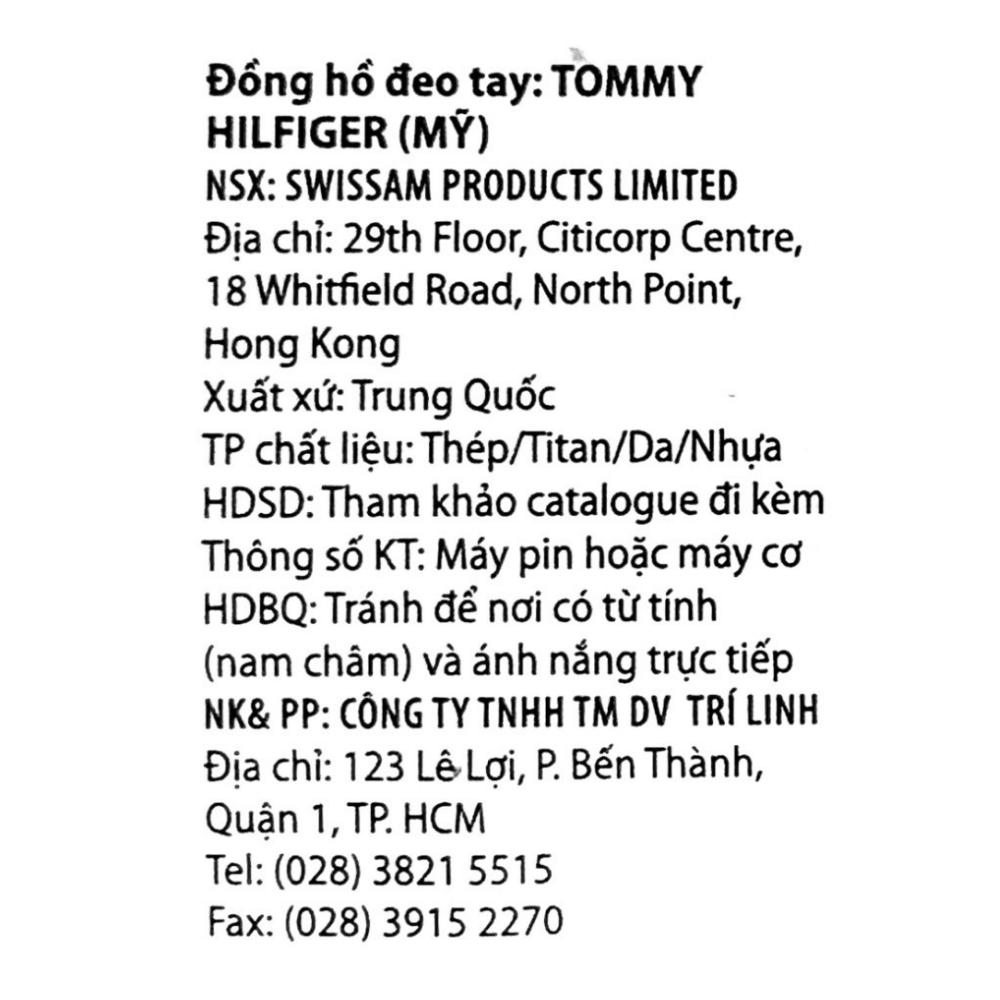 Đồng hồ đeo tay: TOMMY
HILFIGER (MỸ)
NSX: SWISSAM PRODUCTS LIMITED
Địa chỉ: 29th Floor, Citicorp Centre,
18 Whitfield Road, North Point,
Hong Kong
Xuất xứ: Trung Quốc
TP chất liệu: Thép/Titan/Da/Nhựa
HDSD: Tham khảo catalogue đi kèm
Thông số KT: Máy pin hoặc máy cơ
HDBQ: Tránh để nơi có từ tính
(nam châm) và ánh nắng trực tiếp
NK& PP: CÔNG TY TNHH TM DV TRÍ LINH
Địa chỉ: 123 Lê Lợi, P. Bến Thành,
Quận 1, TP. HCM
Tel: (028) 3821 5515
Fax: (028) 3915 2270